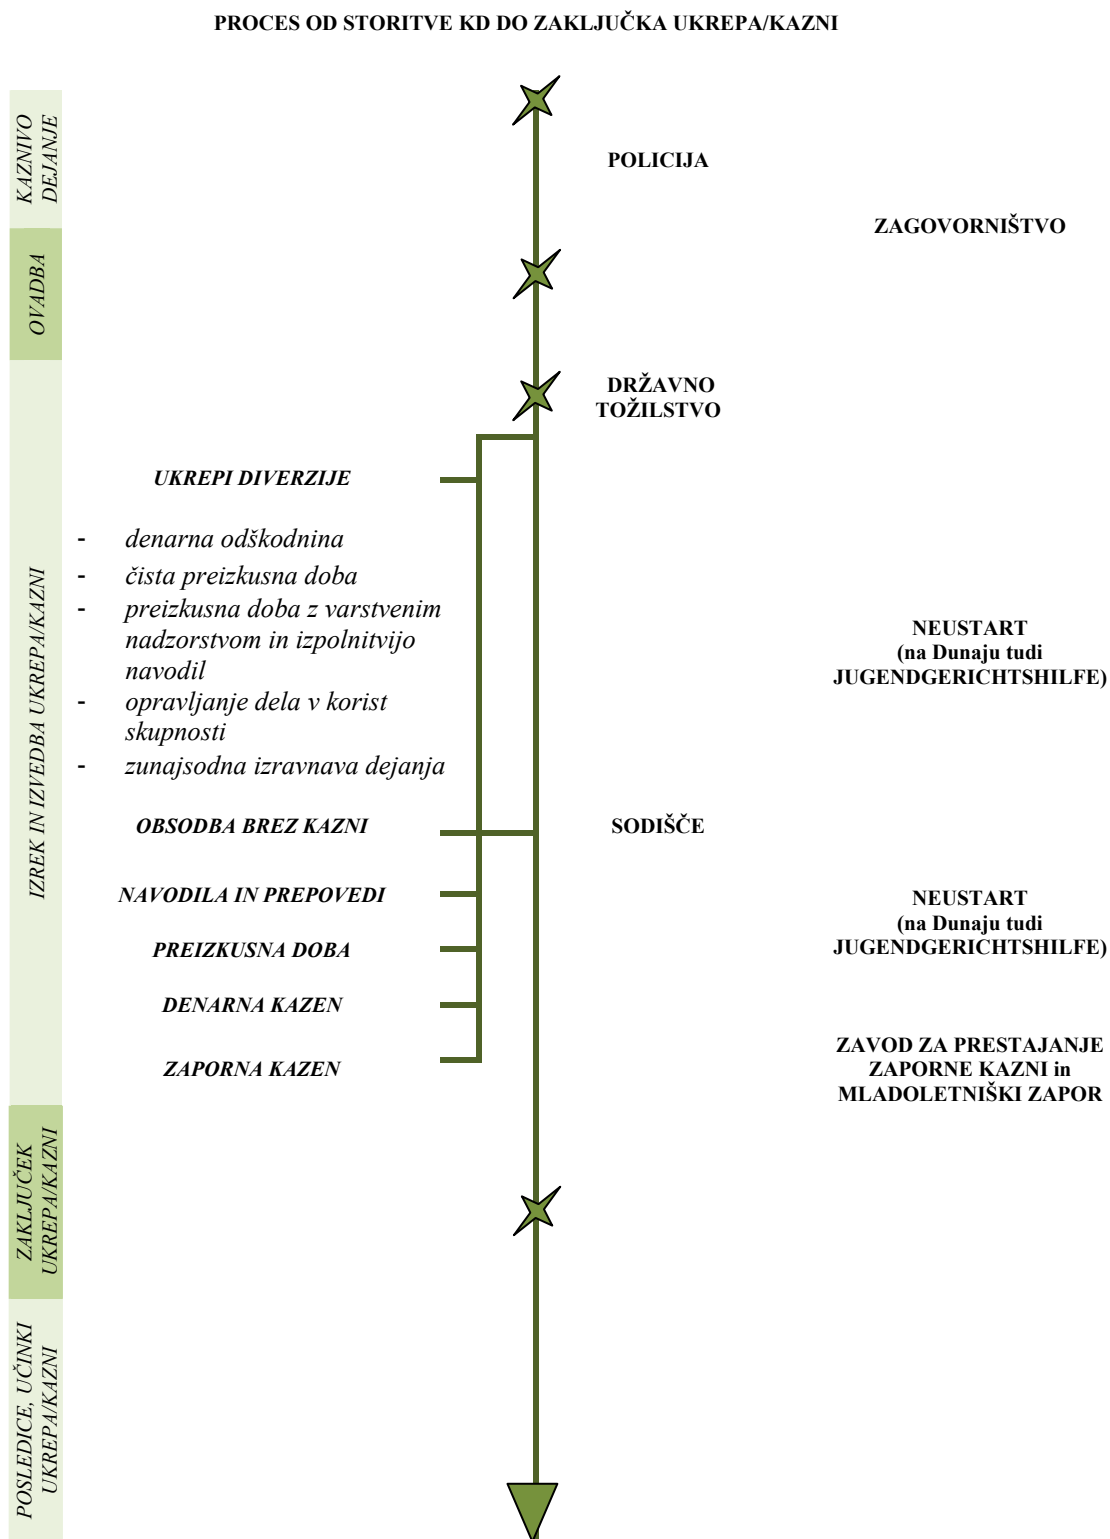 PROCES OD STORITVE KD DO ZAKLJUČKA UKREPA/KAZNI
KAZNIVO
DEJANJE
POLICIJA
ZAGOVORNIŠTVO
OVADBA
DRŽAVNO
TOŽILSTVO
IZREK IN IZVEDBA UKREPA/KAZNI
UKREPI DIVERZIJE
- denarna odškodnina
- čista preizkusna doba
- preizkusna doba z varstvenim
nadzorstvom in izpolnitvijo
navodil
- opravljanje dela v korist
skupnosti
- zunajsodna izravnava dejanja
NEUSTART
(na Dunaju tudi
JUGENDGERICHTSHILFE)
OBSODBA BREZ KAZNI
SODIŠČE
NAVODILA IN PREPOVEDI
PREIZKUSNA DOBA
DENARNA KAZEN
ZAPORNA KAZEN
NEUSTART
(na Dunaju tudi
JUGENDGERICHTSHILFE)
ZAVOD ZA PRESTAJANJE
ZAPORNE KAZNI in
MLADOLETNIŠKI ZAPOR
ZAKLJUČEK
UKREPA/KAZNI
POSLEDICE, UČINKI
UKREPA/KAZNI